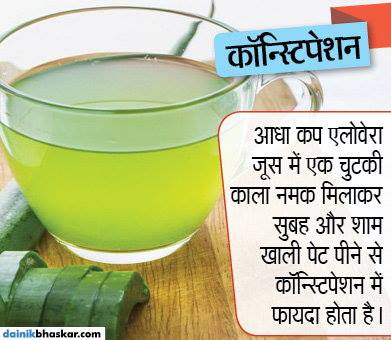 कॉन्स्टिपेशन
आधा कप एलोवेरा
जूस में एक चुटकी
काला नमक मिलाकर
सुबह और शाम
खाली पेट पीने से
कॉन्स्टिपेशन में
फायदा होता है।
dainikbhaskar.com